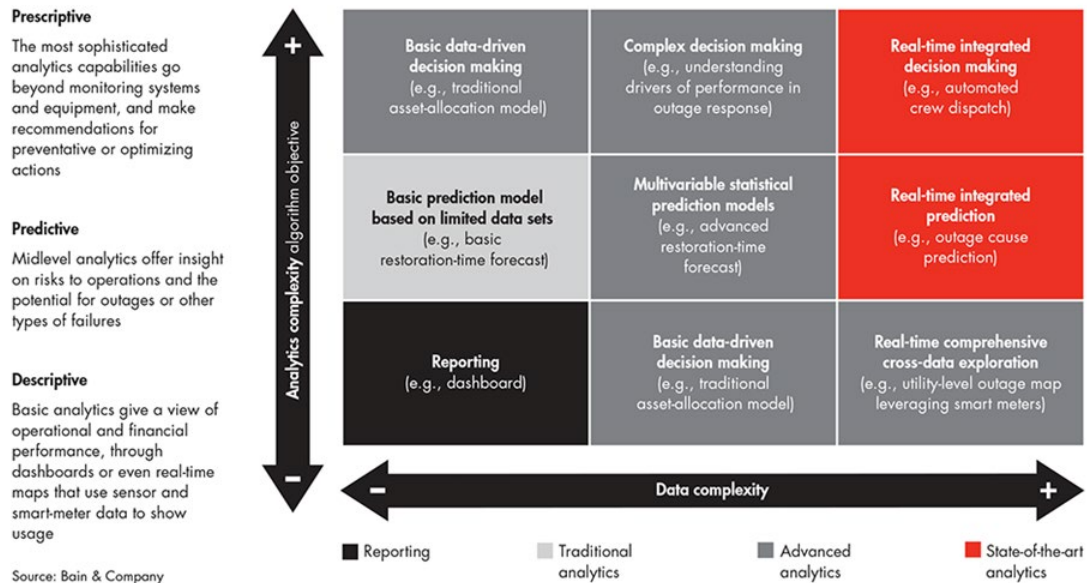 Prescriptive
The most sophisticated
analytics capabilities go
beyond monitoring systems
and equipment, and make
recommendations for
preventative or optimizing
actions
Predictive
Midlevel analytics offer insight
on risks to operations and the
potential for outages or other
types of failures
Descriptive
Basic analytics give a view of
operational and financial
performance, through
dashboards or even real-time
maps that use sensor and
smart-meter data to show
usage
Source: Bain & Company
+
Analytics complexity algorithm objective
−
Basic data-driven
decision making
(e.g., traditional
asset-allocation model)
Complex decision making
(e.g., understanding
drivers of performance in
outage response)
Real-time integrated
decision making
(e.g., automated
crew dispatch)
Basic prediction model
based on limited data sets
(e.g., basic
restoration-time forecast)
Multivariable statistical
prediction models
(e.g., advanced
restoration-time
forecast)
Real-time integrated
prediction
(e.g., outage cause
prediction)
Reporting
(e.g., dashboard)
Basic data-driven
decision making
(e.g., traditional
asset-allocation model)
Real-time comprehensive
cross-data exploration
(e.g., utility-level outage map
leveraging smart meters)
− Data complexity +
Reporting
Traditional
analytics
Advanced
analytics
State-of-the-art
analytics